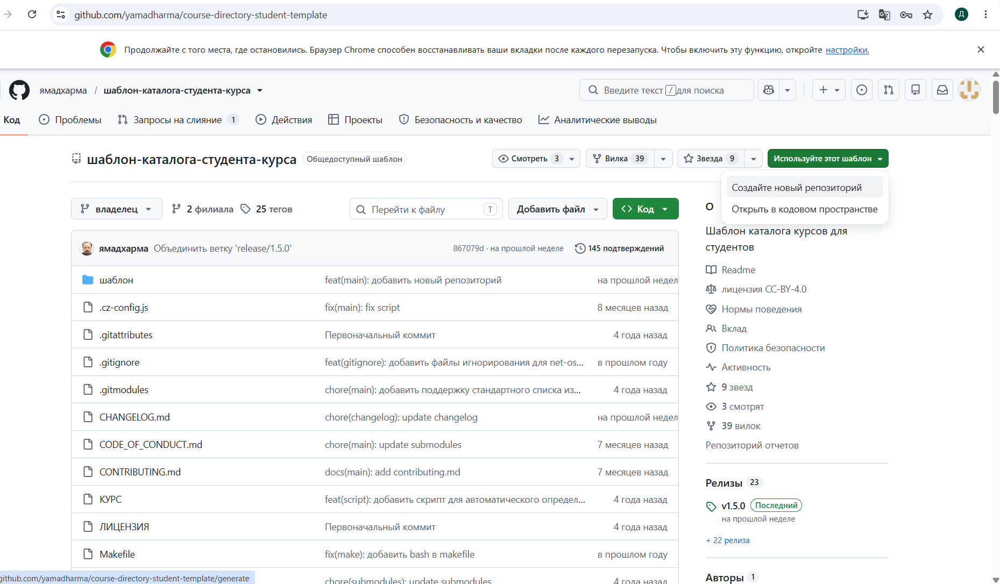 github.com/yamadharma/course-directory-student-template
Д
Продолжайте с того места, где остановились. Браузер Chrome способен восстанавливать ваши вкладки после каждого перезапуска. Чтобы включить эту функцию, откройте настройки.
ямадхарма / шаблон-каталога-студента-курса
Введите текст / для поиска
Код Проблемы Запросы на слияние 1 Действия Проекты Безопасность и качество Аналитические выводы
шаблон-каталога-студента-курса Общедоступный шаблон
Смотреть 3 Вилка 39 Звезда 9 Используйте этот шаблон
Создайте новый репозиторий
Открыть в кодовом пространстве
владелец 2 филиала 25 тегов Перейти к файлу T Добавить файл Код
ямадхарма Объединить ветку 'release/1.5.0' 867079d · на прошлой неделе 145 подтверждений
шаблон feat(main): добавить новый репозиторий на прошлой недел
.cz-config.js fix(main): fix script 8 месяцев назад
.gitattributes Первоначальный коммит 4 года назад
.gitignore feat(gitignore): добавить файлы игнорирования для net-os... в прошлом году
.gitmodules chore(main): добавить поддержку стандартного списка из... 4 года назад
CHANGELOG.md chore(changelog): update changelog на прошлой недел
CODE_OF_CONDUCT.md chore(main): update submodules 7 месяцев назад
CONTRIBUTING.md docs(main): add contributing.md 7 месяцев назад
КУРС feat(script): добавить скрипт для автоматического определ... 4 года назад
ЛИЦЕНЗИЯ Первоначальный коммит 4 года назад
Makefile fix(make): добавить bash в makefile в прошлом году
chore(submodules): update submodules 4 года назад
О
Шаблон каталога курсов для
студентов
Readme
лицензия CC-BY-4.0
Нормы поведения
Вклад
Политика безопасности
Активность
9 звезд
3 смотрят
39 вилок
Репозиторий отчетов
Релизы 23
v1.5.0 Последний
на прошлой неделе
+ 22 релиза
Авторы 1
github.com/yamadharma/course-directory-student-template/generate